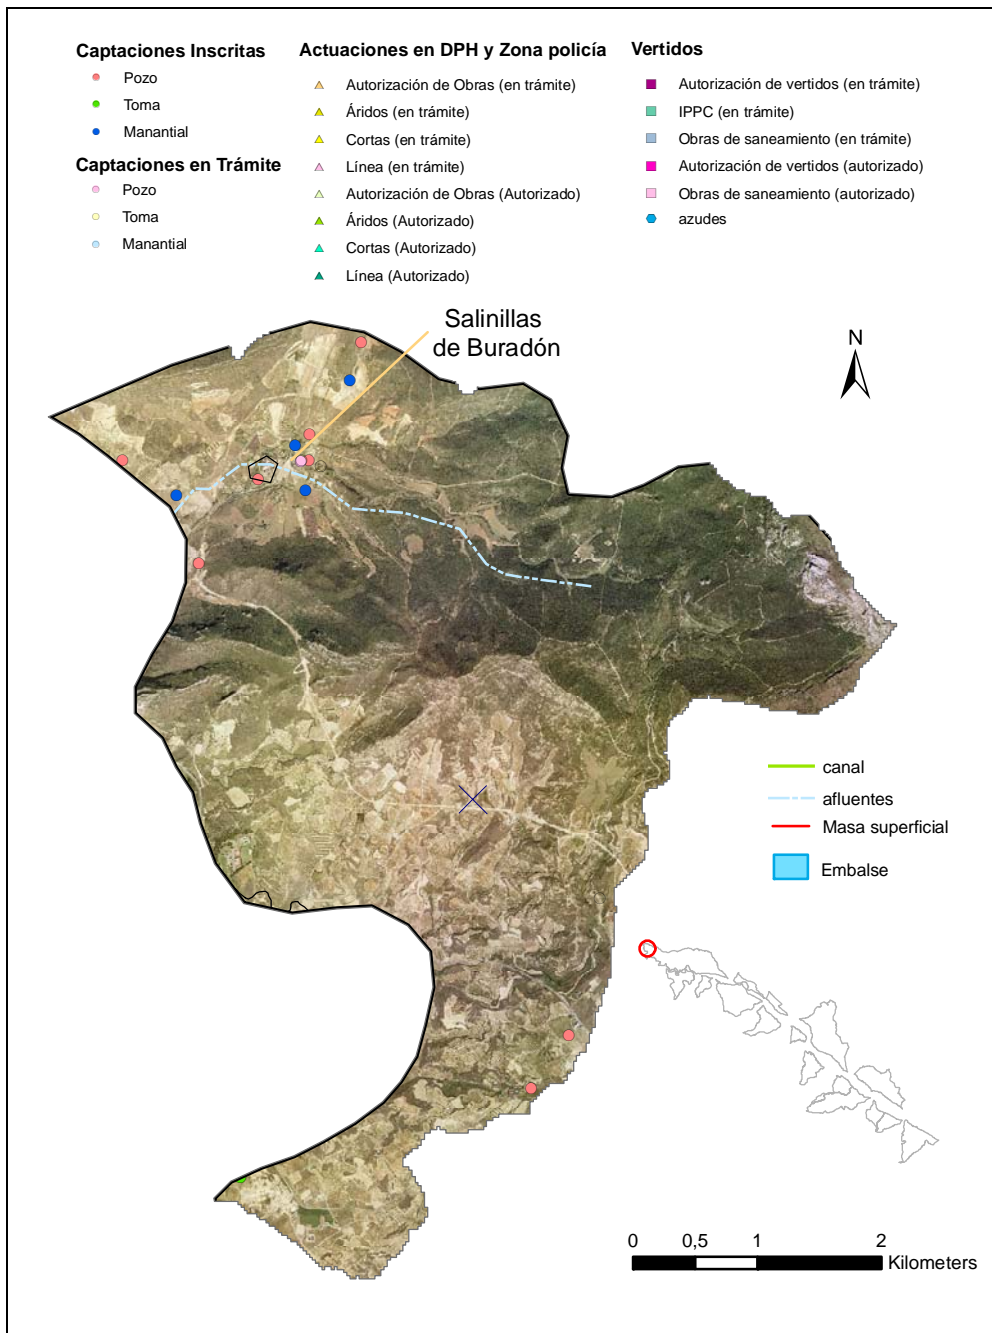 Captaciones Inscritas
Pozo
Toma
Manantial
Captaciones en Trámite
Pozo
Toma
Manantial
Actuaciones en DPH y Zona policía
Autorización de Obras (en trámite)
Áridos (en trámite)
Cortas (en trámite)
Línea (en trámite)
Autorización de Obras (Autorizado)
Áridos (Autorizado)
Cortas (Autorizado)
Línea (Autorizado)
Vertidos
Autorización de vertidos (en trámite)
IPPC (en trámite)
Obras de saneamiento (en trámite)
Autorización de vertidos (autorizado)
Obras de saneamiento (autorizado)
azudes
Salinillas
de Buradón
N
canal
afluentes
Masa superficial
Embalse
0 0,5 1 2
Kilometers